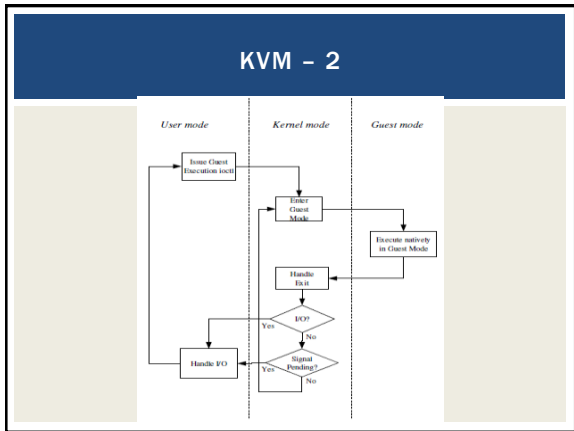 KVM – 2
User mode
Kernel mode
Guest mode
Issue Guest
Execution ioctl
Enter
Guest
Mode
Execute natively
in Guest Mode
Handle
Exit
I/O?
Yes
No
Handle I/O
Signal
Pending?
Yes
No